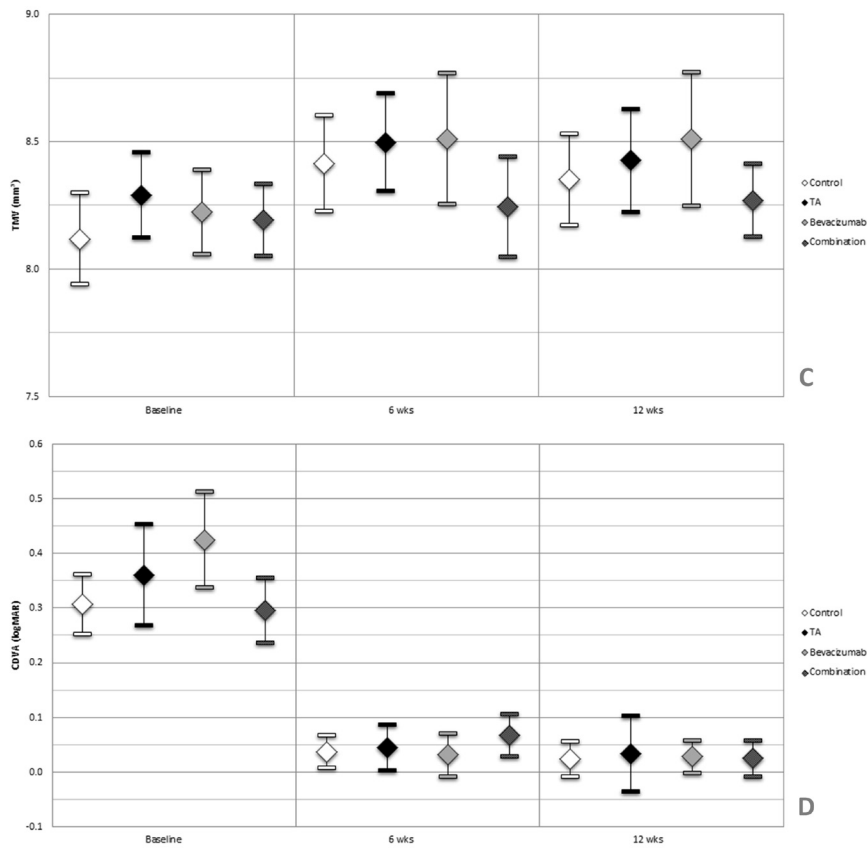 9.0
8.5
8.0
7.5
TMV (mm³)
Baseline
6 wks
12 wks
Control
TA
Bevacizumab
Combination
C
0.6
0.5
0.4
0.3
0.2
0.1
0.0
-0.1
CDVA (logMAR)
Baseline
6 wks
12 wks
Control
TA
Bevacizumab
Combination
D